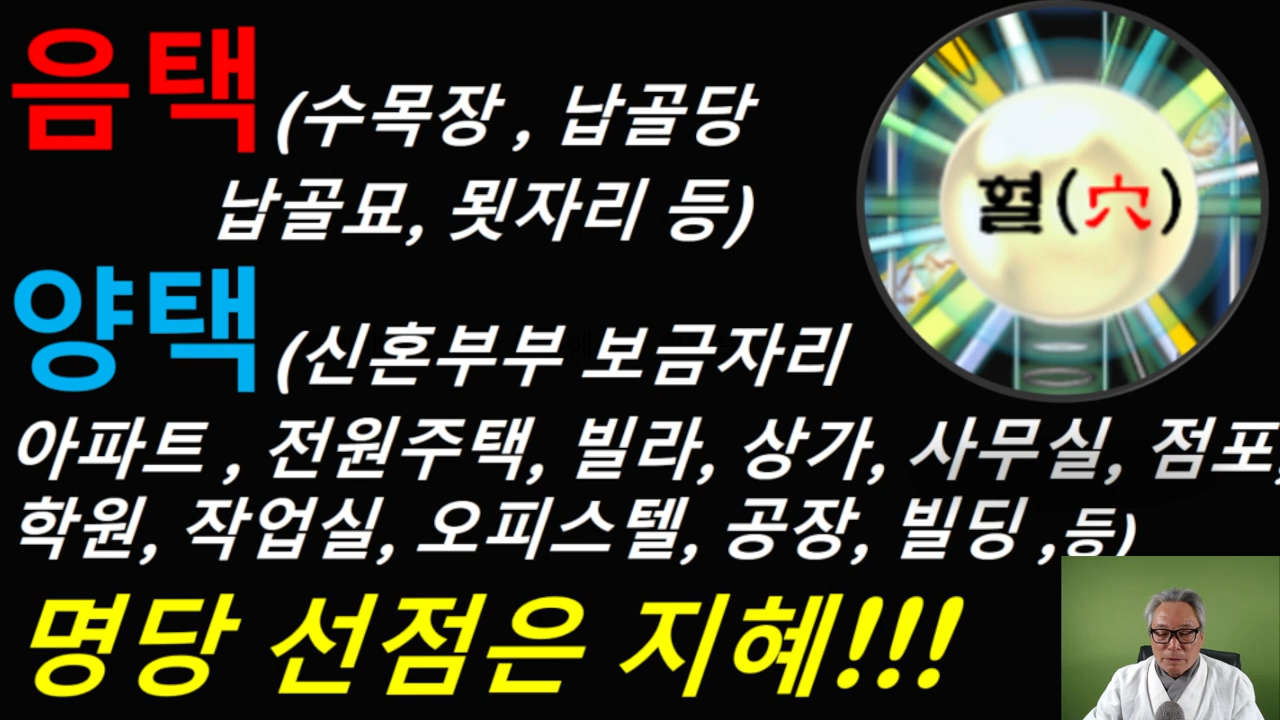 음택 (수목장 , 납골당
납골묘, 묏자리 등)
혈(穴)
양택 (신혼부부 보금자리
아파트 , 전원주택, 빌라, 상가, 사무실, 점포,
학원, 작업실, 오피스텔, 공장, 빌딩 ,등)
명당 선점은 지혜!!!